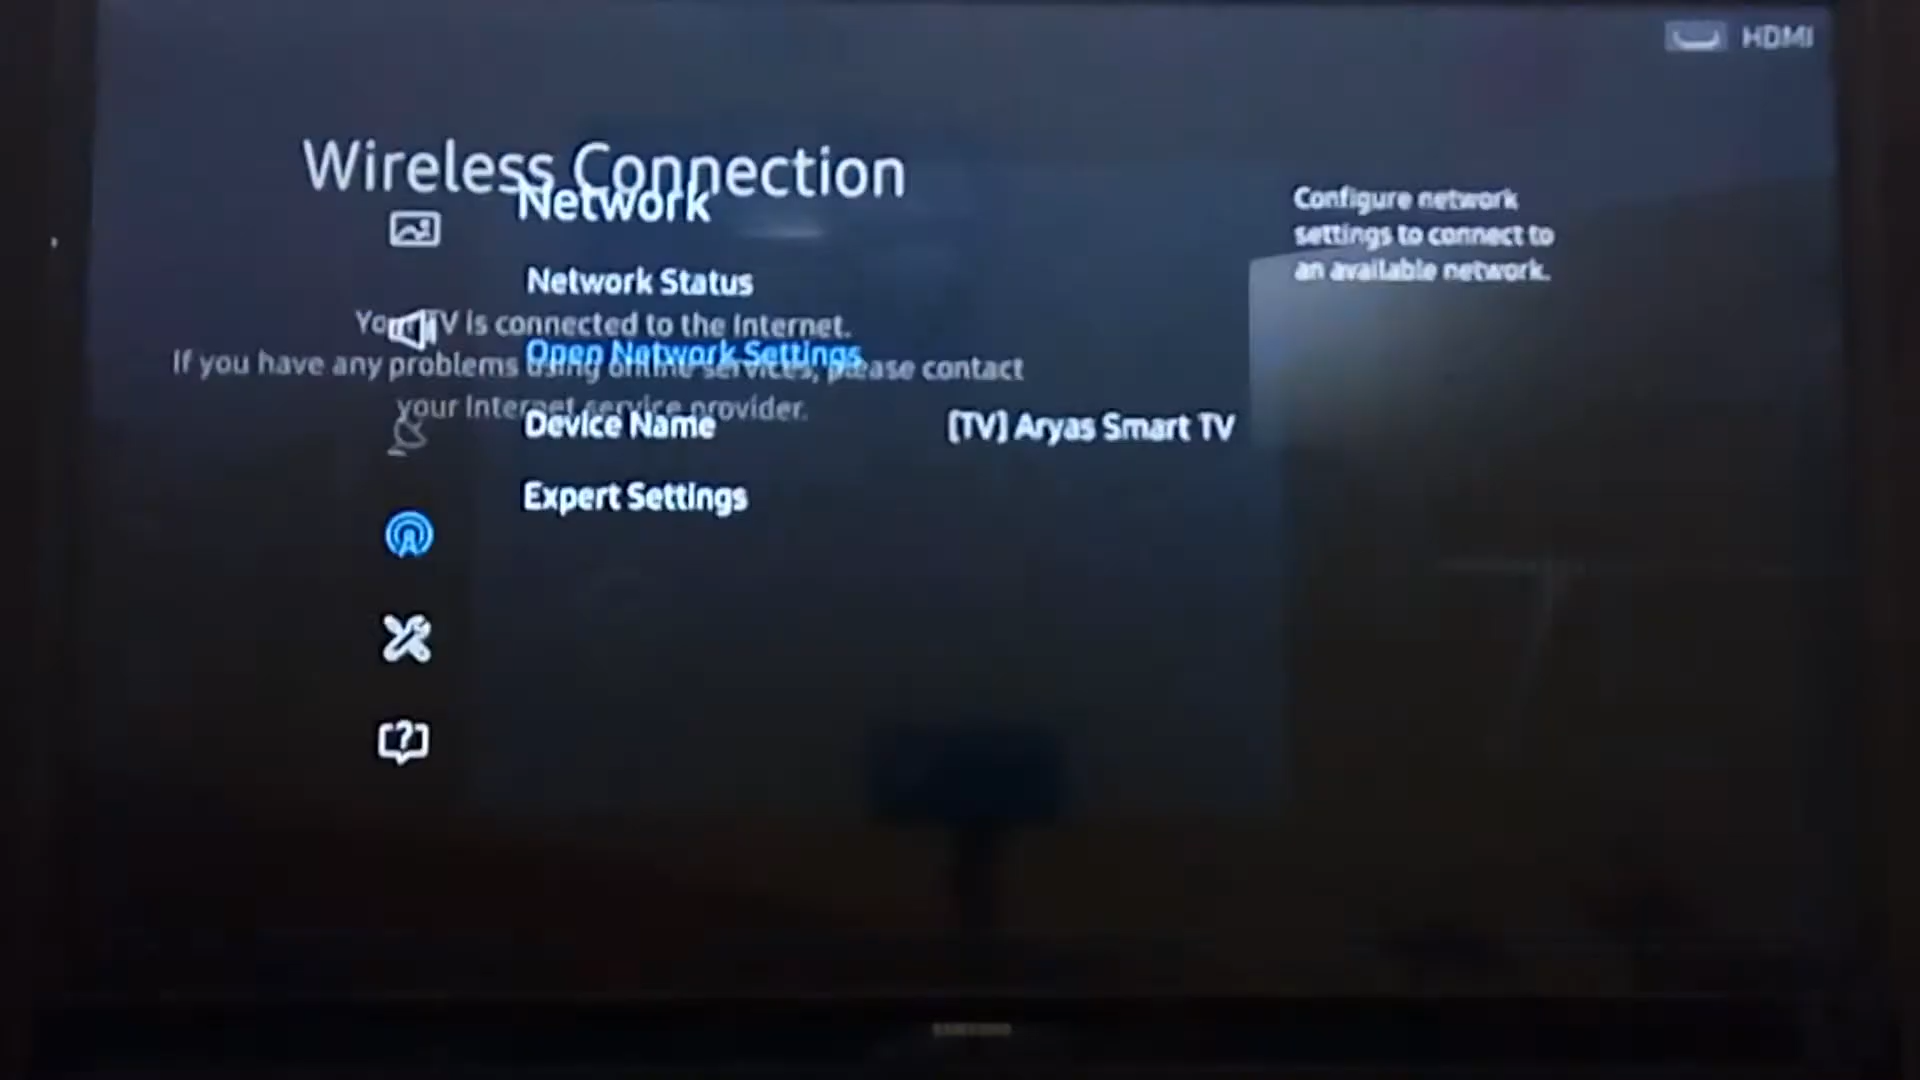 HDMI
Wireless Connection
Network
Configure network
settings to connect to
an available network.
Network Status
Your TV is connected to the Internet.
Open Network Settings
If you have any problems using online services, please contact
your Internet service provider.
Device Name
[TV] Aryas Smart TV
Expert Settings
SAMSUNG